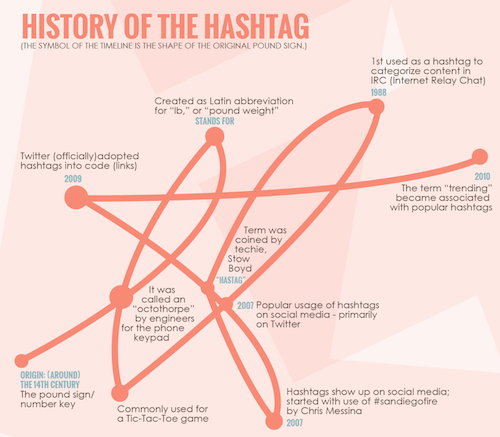 HISTORY OF THE HASHTAG
(THE SYMBOL OF THE TIMELINE IS THE SHAPE OF THE ORIGINAL POUND SIGN.)
1st used as a hashtag to
categorize content in
IRC (Internet Relay Chat)
1988
Created as Latin abbreviation
for “lb,” or “pound weight”
STANDS FOR
Twitter (officially)adopted
hashtags into code (links)
2009
2010
The term “trending”
became associated
with popular hashtags
Term was
coined by
techie,
Stow
Boyd
"HASTAG"
It was
called an
“octothorpe”
by engineers
for the phone
keypad
2007 Popular usage of hashtags
on social media - primarily
on Twitter
ORIGIN: (AROUND)
THE 14TH CENTURY
The pound sign/
number key
Commonly used for
a Tic-Tac-Toe game
Hashtags show up on social media;
started with use of #sandiegofire
by Chris Messina
2007